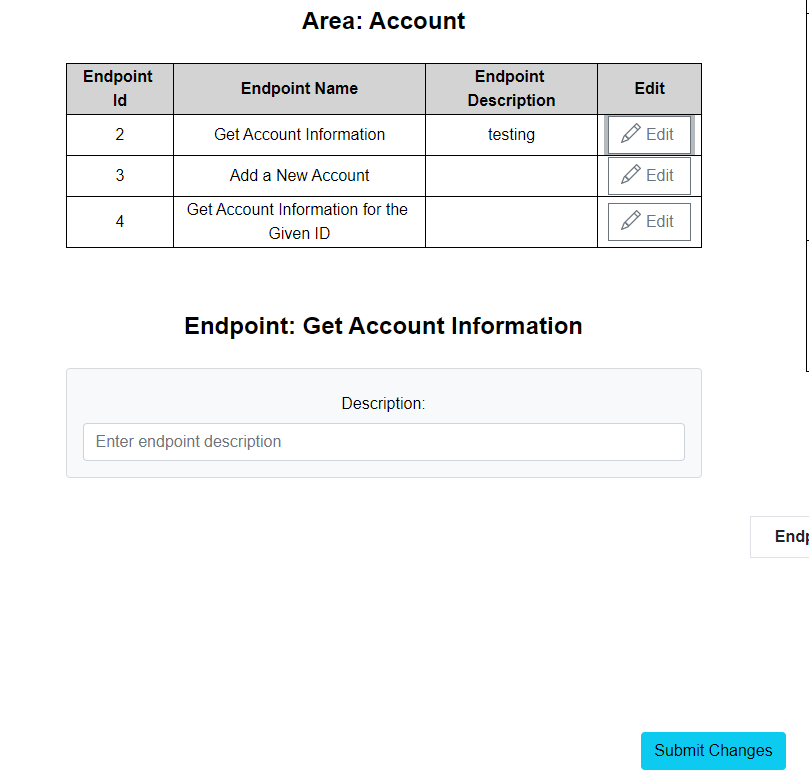 Area: Account
Endpoint Id
Endpoint Name
Endpoint Description
Edit
2
Get Account Information
testing
Edit
3
Add a New Account
Edit
4
Get Account Information for the
Given ID
Edit
Endpoint: Get Account Information
Description:
Enter endpoint description
Submit Changes